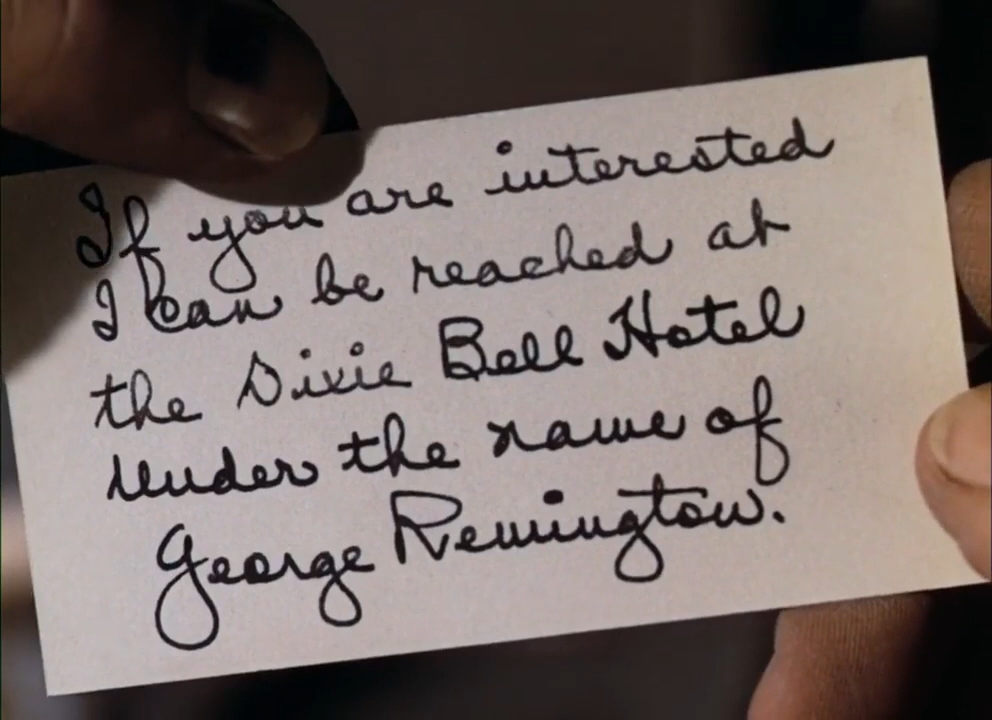 If you are interested
I can be reached at
the Dixie Bell Hotel
under the name of
George Remington.